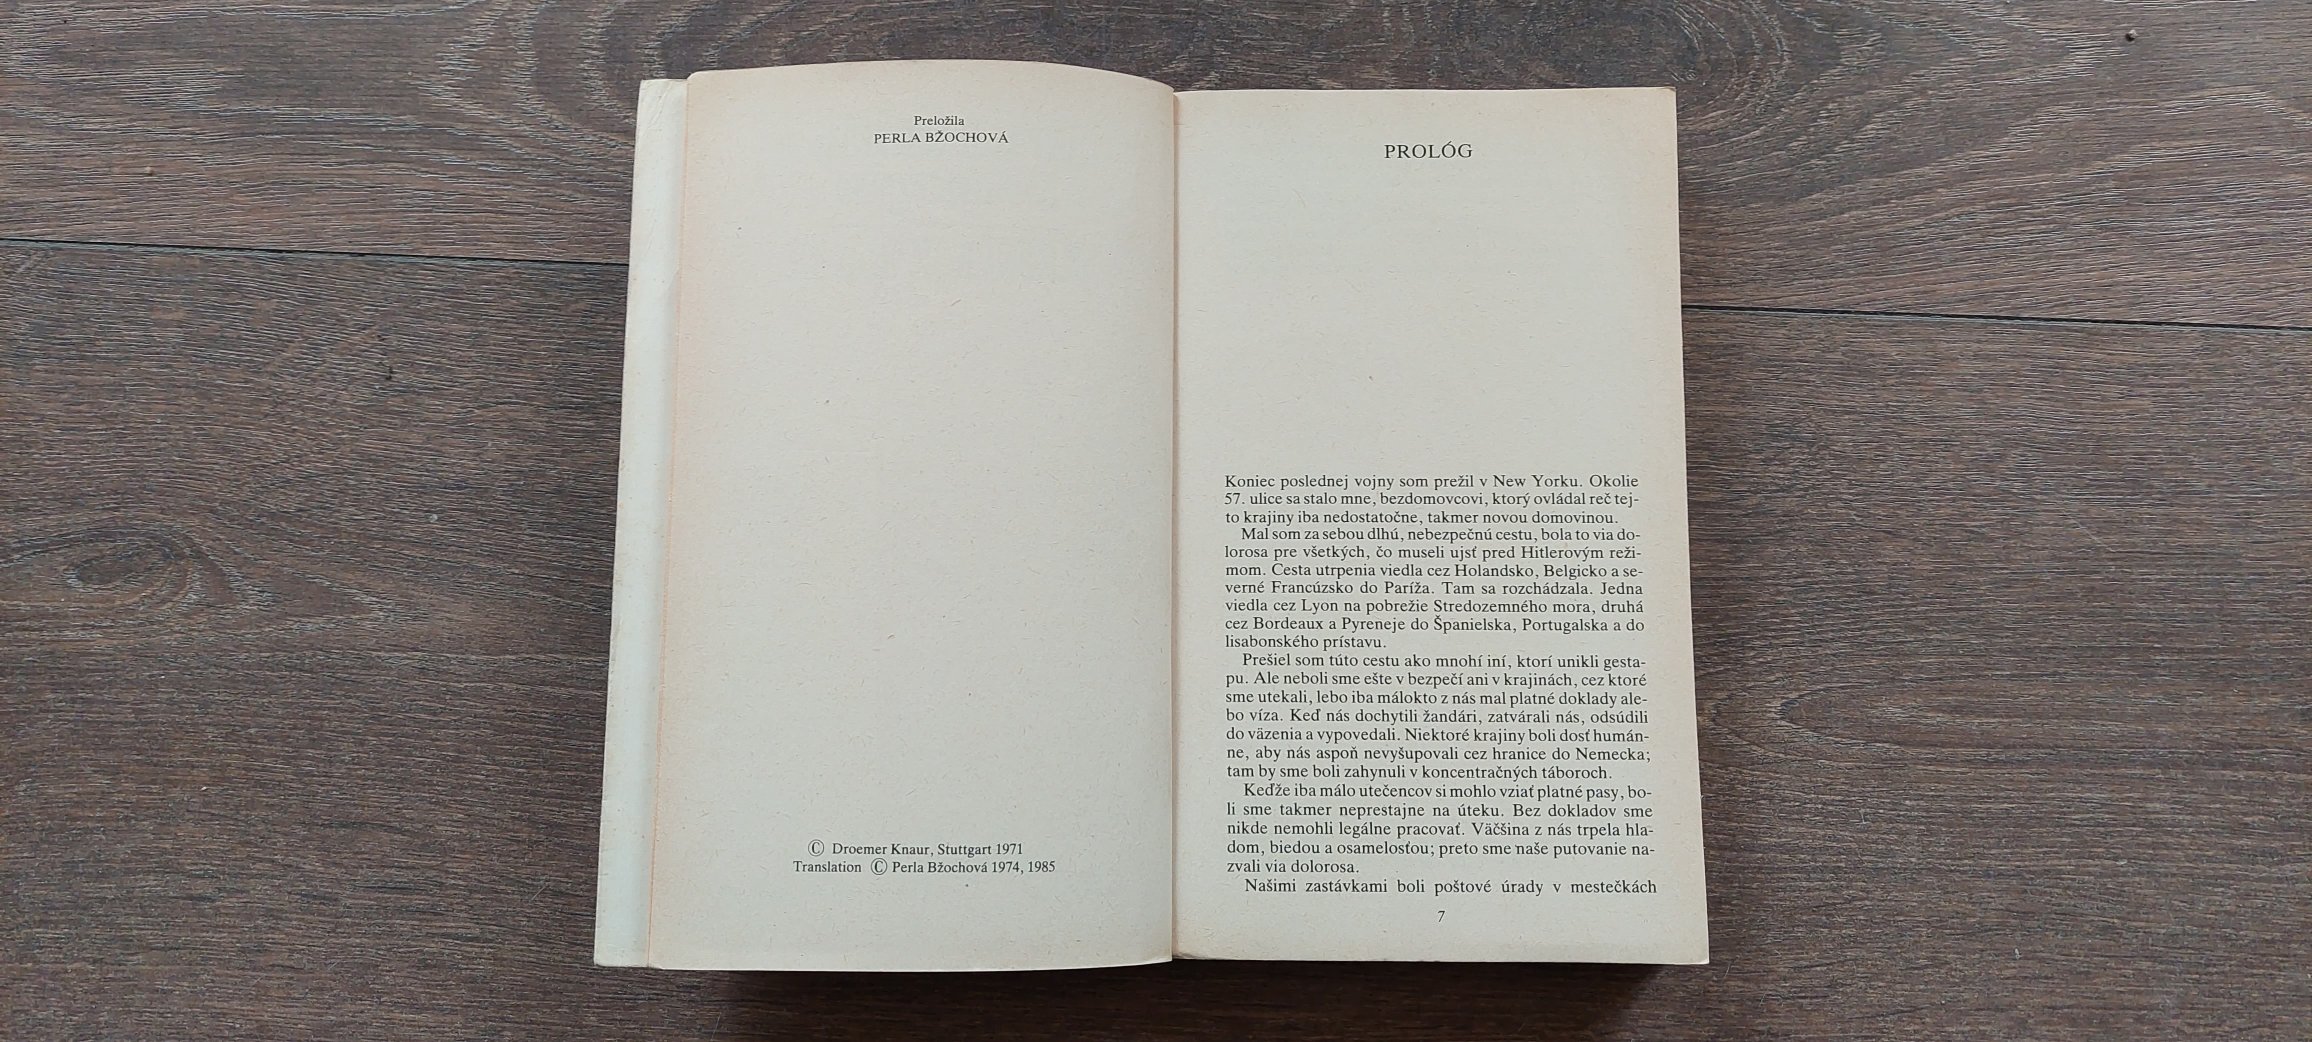 Preložila
PERLA BŽOCHOVÁ
© Droemer Knaur, Stuttgart 1971
Translation © Perla Bžochová 1974, 1985
PROLÓG
Koniec poslednej vojny som prežil v New Yorku. Okolie
57. ulice sa stalo mne, bezdomovcovi, ktorý ovládal reč tej-
to krajiny iba nedostatočne, takmer novou domovinou.
Mal som za sebou dlhú, nebezpečnú cestu, bola to via do-
lorosa pre všetkých, čo museli ujsť pred Hitlerovým reži-
mom. Cesta utrpenia viedla cez Holandsko, Belgicko a se-
verné Francúzsko do Paríža. Tam sa rozchádzala. Jedna
viedla cez Lyon na pobrežie Stredozemného mora, druhá
cez Bordeaux a Pyreneje do Španielska, Portugalska a do
lisabonského prístavu.
Prešiel som túto cestu ako mnohí iní, ktorí unikli gesta-
pu. Ale neboli sme ešte v bezpečí ani v krajinách, cez ktoré
sme utekali, lebo iba málokto z nás mal platné doklady ale-
bo víza. Keď nás dochytili žandári, zatvárali nás, odsúdili
do väzenia a vypovedali. Niektoré krajiny boli dosť humán-
ne, aby nás aspoň nevyšupovali cez hranice do Nemecka;
tam by sme boli zahynuli v koncentračných táboroch.
Keďže iba málo utečencov si mohlo vziať platné pasy, bo-
li sme takmer neprestajne na úteku. Bez dokladov sme
nikde nemohli legálne pracovať. Väčšina z nás trpela hla-
dom, biedou a osamelosťou; preto sme naše putovanie na-
zvali via dolorosa.
Našimi zastávkami boli poštové úrady v mestečkách
7